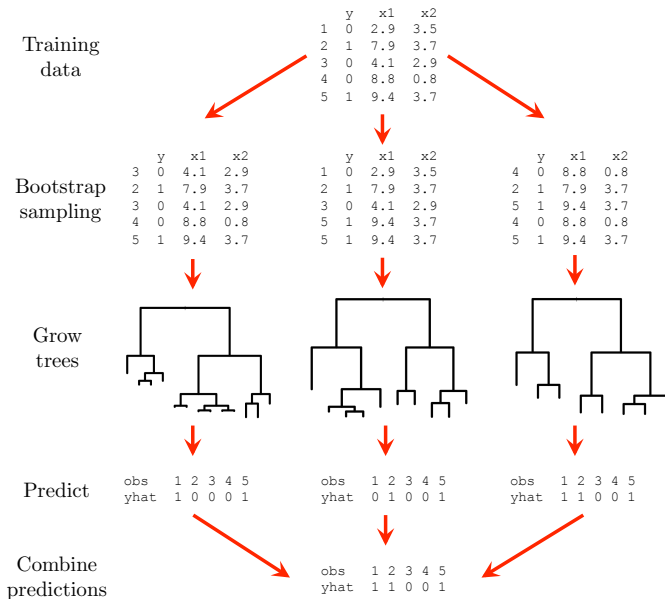 Training
data
y x1 x2
1 0 2.9 3.5
2 1 7.9 3.7
3 0 4.1 2.9
4 0 8.8 0.8
5 1 9.4 3.7
Bootstrap
sampling
y x1 x2
3 0 4.1 2.9
2 1 7.9 3.7
3 0 4.1 2.9
4 0 8.8 0.8
5 1 9.4 3.7
y x1 x2
1 0 2.9 3.5
2 1 7.9 3.7
3 0 4.1 2.9
5 1 9.4 3.7
5 1 9.4 3.7
y x1 x2
4 0 8.8 0.8
2 1 7.9 3.7
5 1 9.4 3.7
4 0 8.8 0.8
5 1 9.4 3.7
Grow
trees
Predict
obs 1 2 3 4 5
yhat 1 0 0 0 1
obs 1 2 3 4 5
yhat 0 1 0 0 1
obs 1 2 3 4 5
yhat 1 1 0 0 1
Combine
predictions
obs 1 2 3 4 5
yhat 1 1 0 0 1